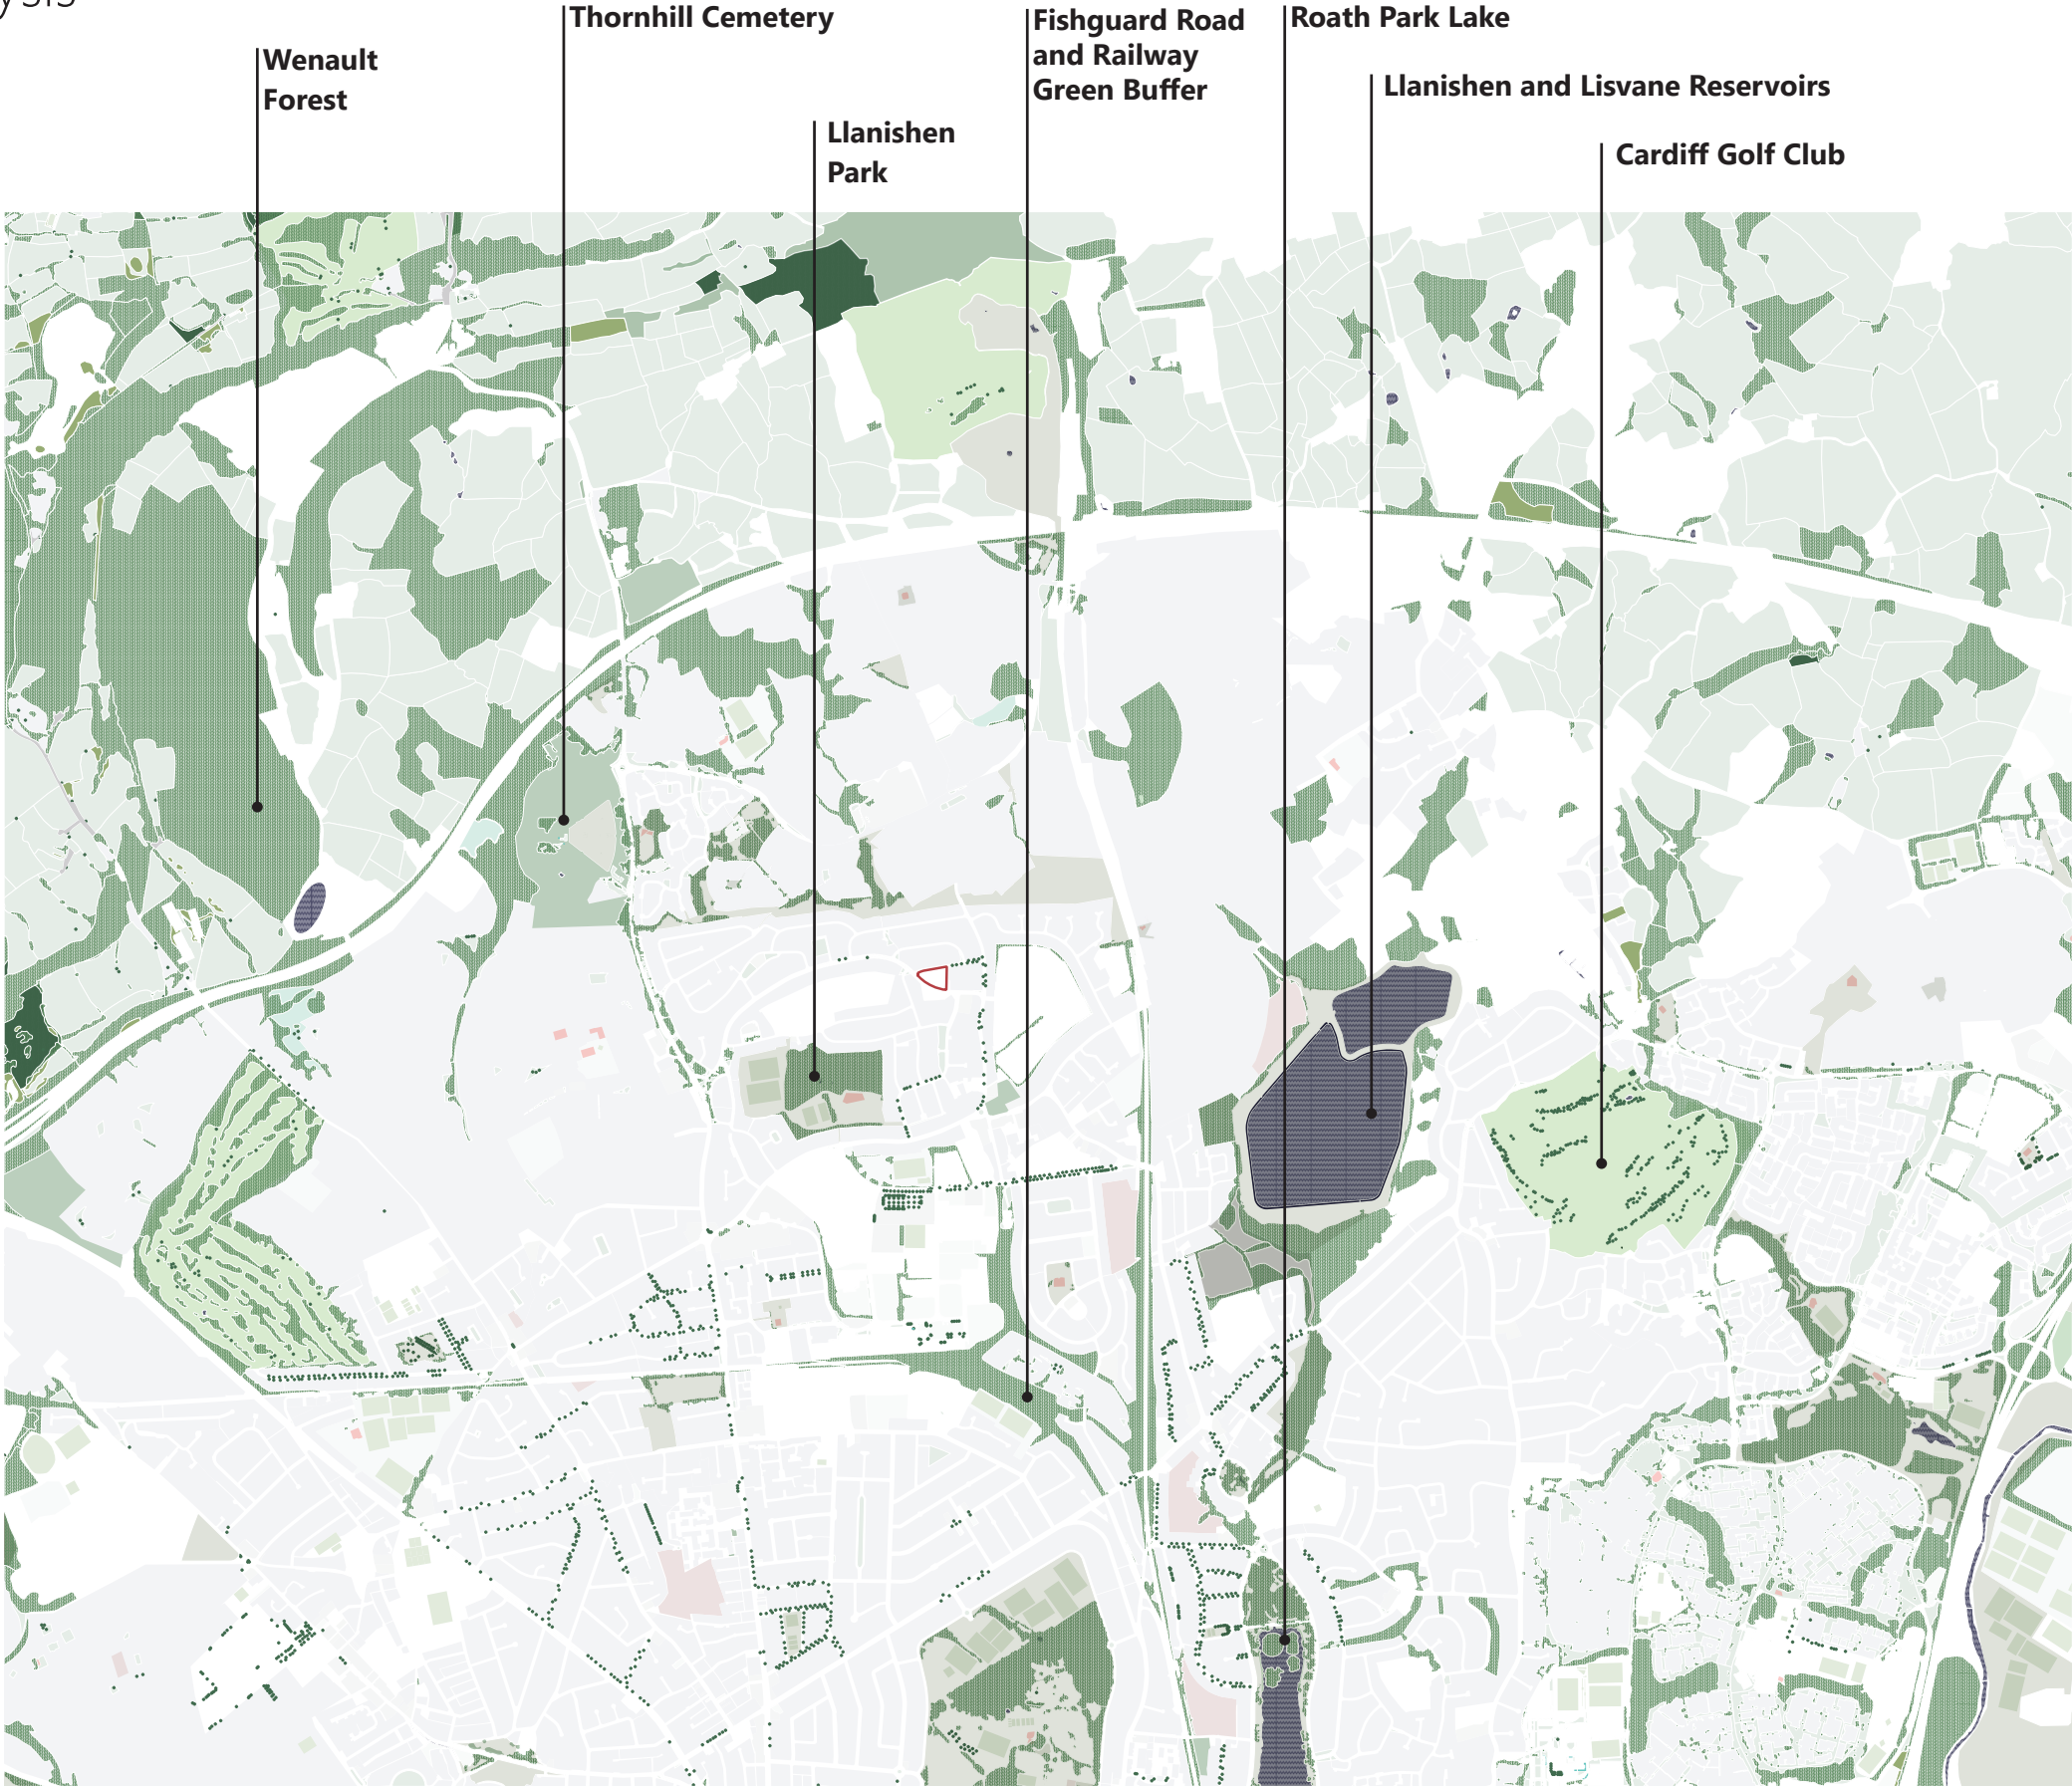 Thornhill Cemetery
Fishguard Road
and Railway
Green Buffer
Roath Park Lake
Wenault
Forest
Llanishen and Lisvane Reservoirs
Llanishen
Park
Cardiff Golf Club